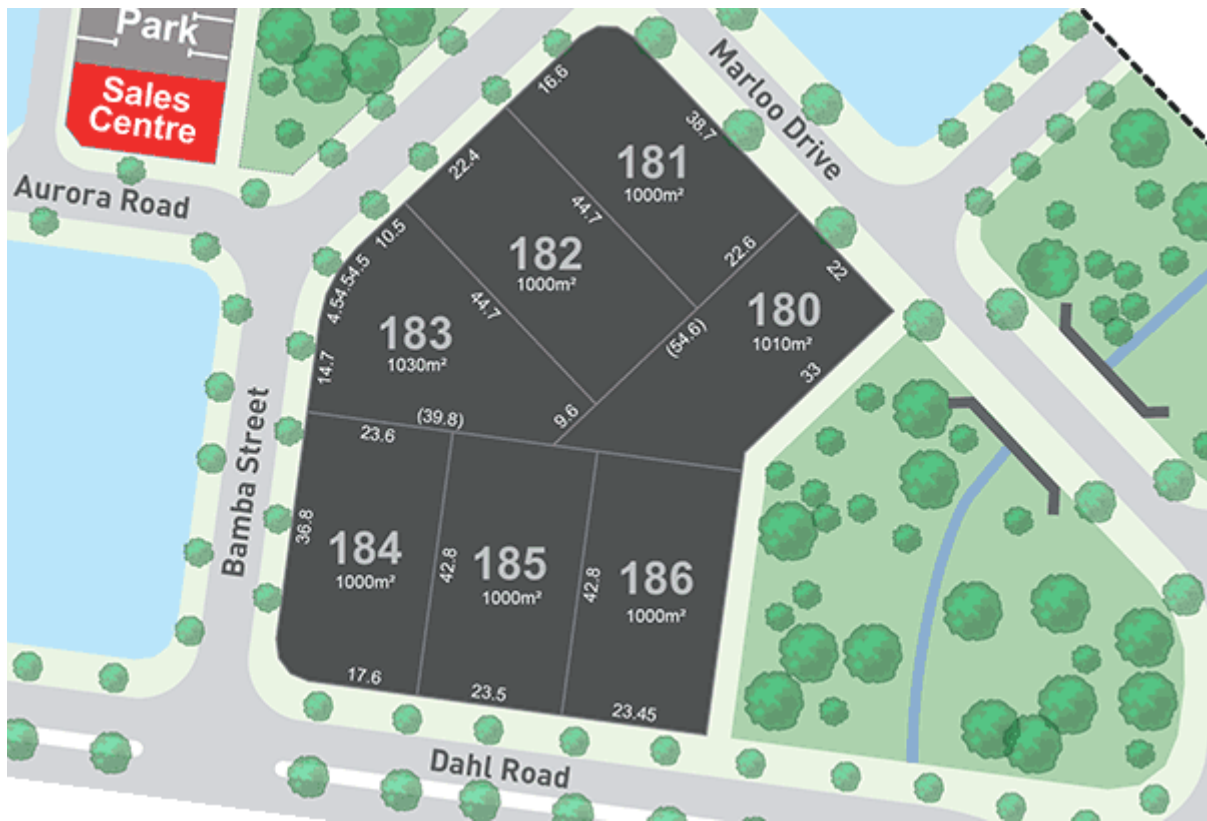 Park
Sales
Centre
Aurora Road
Marloo Drive
Bamba Street
Dahl Road
16.6
38.7
181
1000m²
22.4
44.7
22.6
182
1000m²
10.5
4.5
4.5
4.5
44.7
22
180
1010m²
(54.6)
33
183
1030m²
14.7
9.6
(39.8)
23.6
36.8
184
1000m²
42.8
185
1000m²
42.8
186
1000m²
17.6
23.5
23.45